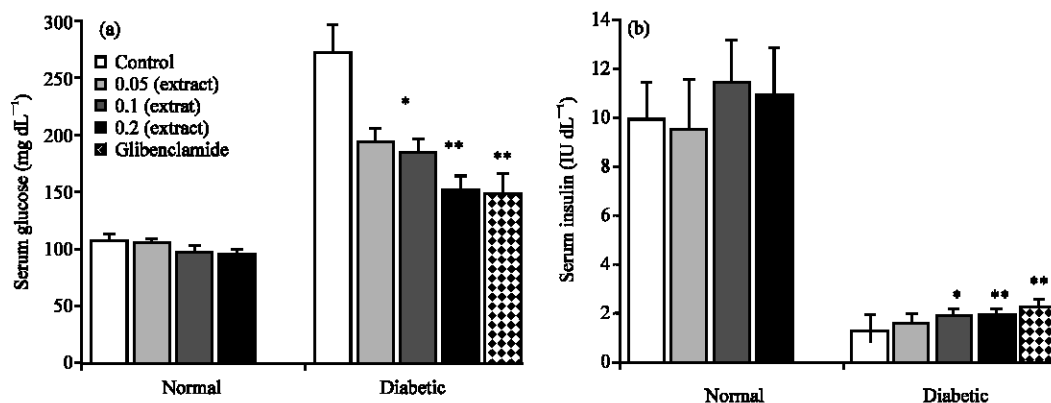 (a)
Control
0.05 (extract)
0.1 (extrat)
0.2 (extract)
Glibenclamide
Serum glucose (mg dL⁻¹)
300
250
200
150
100
50
0
*
**
**
Normal Diabetic
(b)
Serum insulin (IU dL⁻¹)
14
12
10
8
6
4
2
0
*
**
**
Normal Diabetic